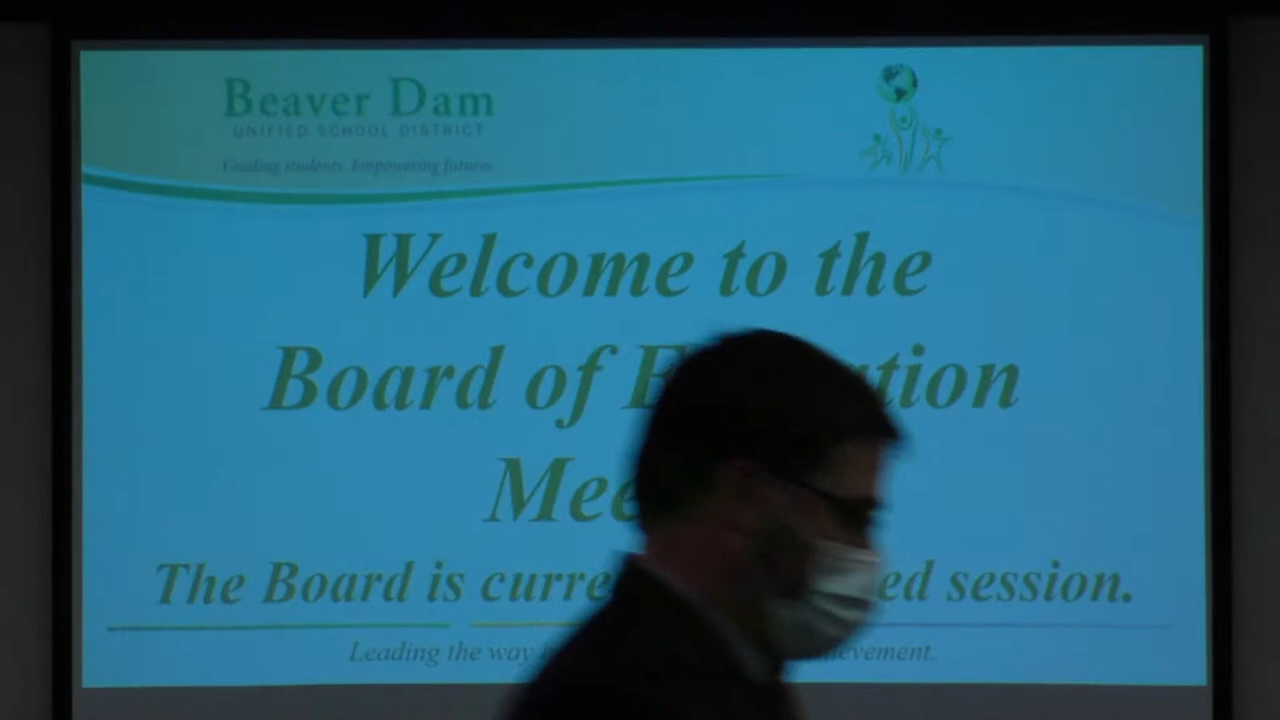 Beaver Dam
UNIFIED SCHOOL DISTRICT
Guiding students. Empowering futures.
Welcome to the
Board of E ation
Mee
The Board is curre ed session.
Leading the way evement.